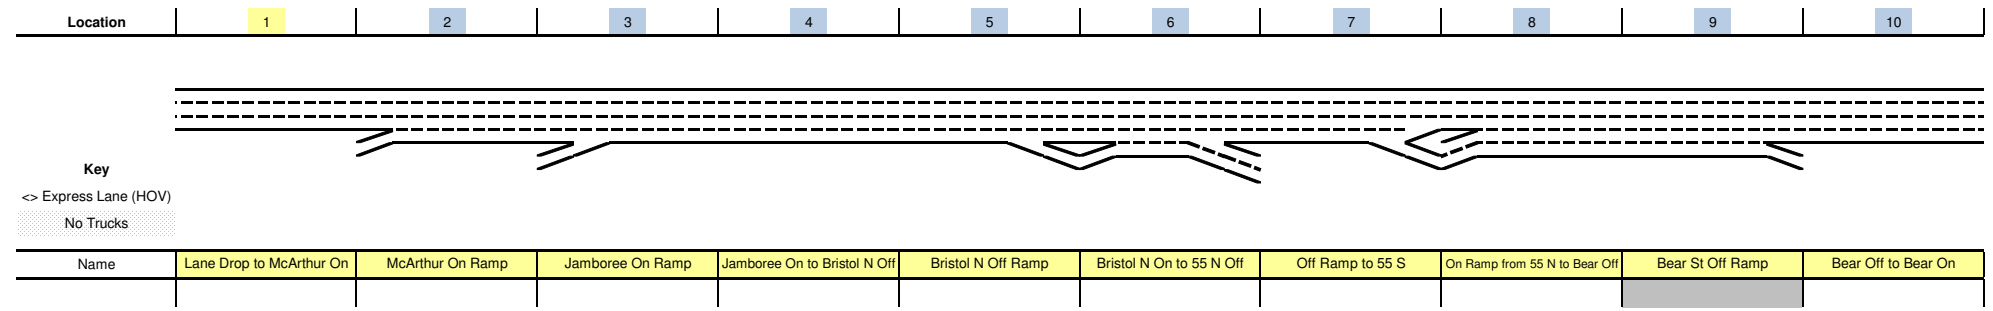 Location 1 2 3 4 5 6 7 8 9 10
Key
<> Express Lane (HOV)
No Trucks
Name Lane Drop to McArthur On McArthur On Ramp Jamboree On Ramp Jamboree On to Bristol N Off Bristol N Off Ramp Bristol N On to 55 N Off Off Ramp to 55 S On Ramp from 55 N to Bear Off Bear St Off Ramp Bear Off to Bear On